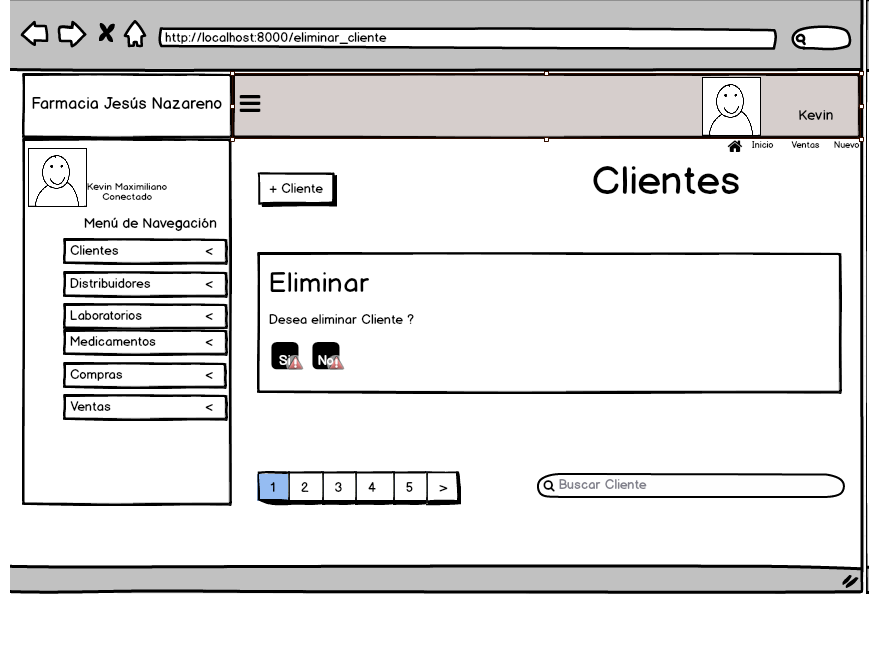 http://localhost:8000/eliminar_cliente
Farmacia Jesús Nazareno
Kevin
Inicio Ventas Nuevo
Kevin Maximiliano
Conectado
Menú de Navegación
Clientes <
Distribuidores <
Laboratorios <
Medicamentos <
Compras <
Ventas <
+ Cliente
Clientes
Eliminar
Desea eliminar Cliente ?
Si No
1 2 3 4 5 >
Buscar Cliente